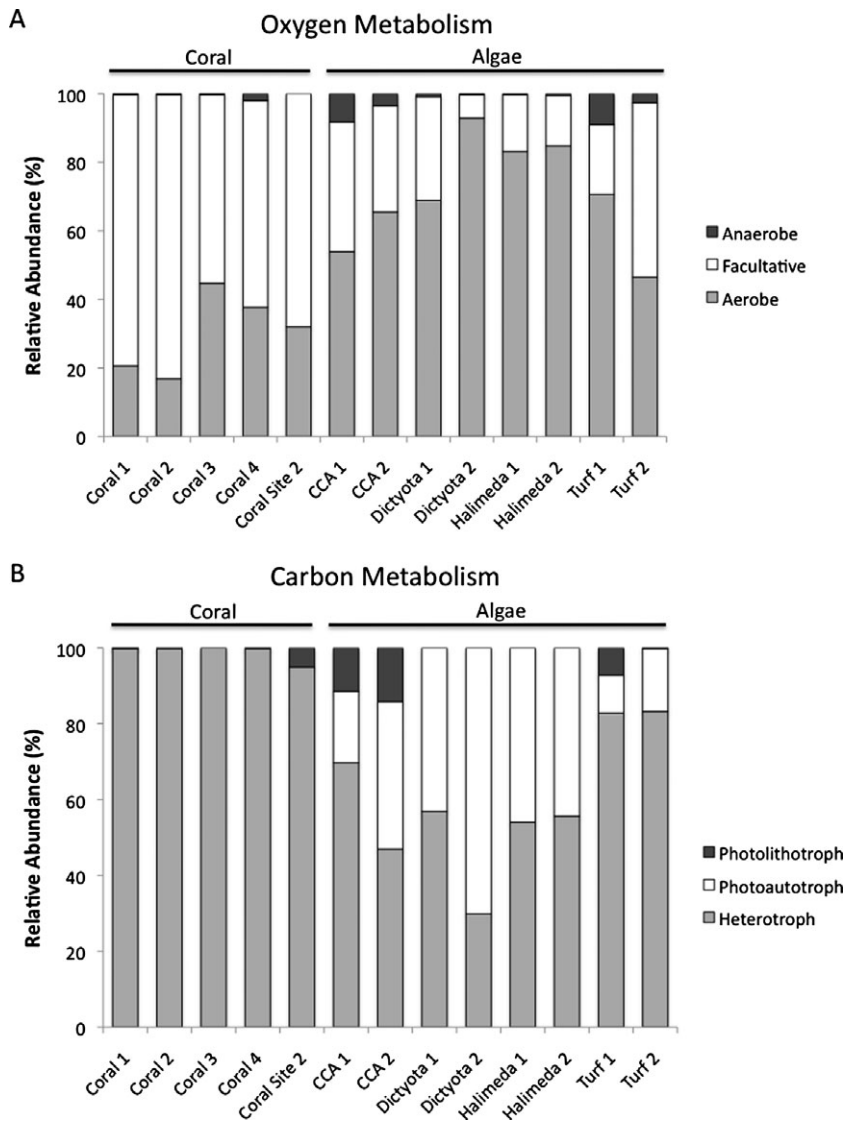 A
Oxygen Metabolism
Coral
Algae
Relative Abundance (%)
100
80
60
40
20
0
Anaerobe
Facultative
Aerobe
Coral 1
Coral 2
Coral 3
Coral 4
Coral Site 2
CCA 1
CCA 2
Dictyota 1
Dictyota 2
Halimeda 1
Halimeda 2
Turf 1
Turf 2
B
Carbon Metabolism
Coral
Algae
Relative Abundance (%)
100
80
60
40
20
0
Photolithotroph
Photoautotroph
Heterotroph
Coral 1
Coral 2
Coral 3
Coral 4
Coral Site 2
CCA 1
CCA 2
Dictyota 1
Dictyota 2
Halimeda 1
Halimeda 2
Turf 1
Turf 2